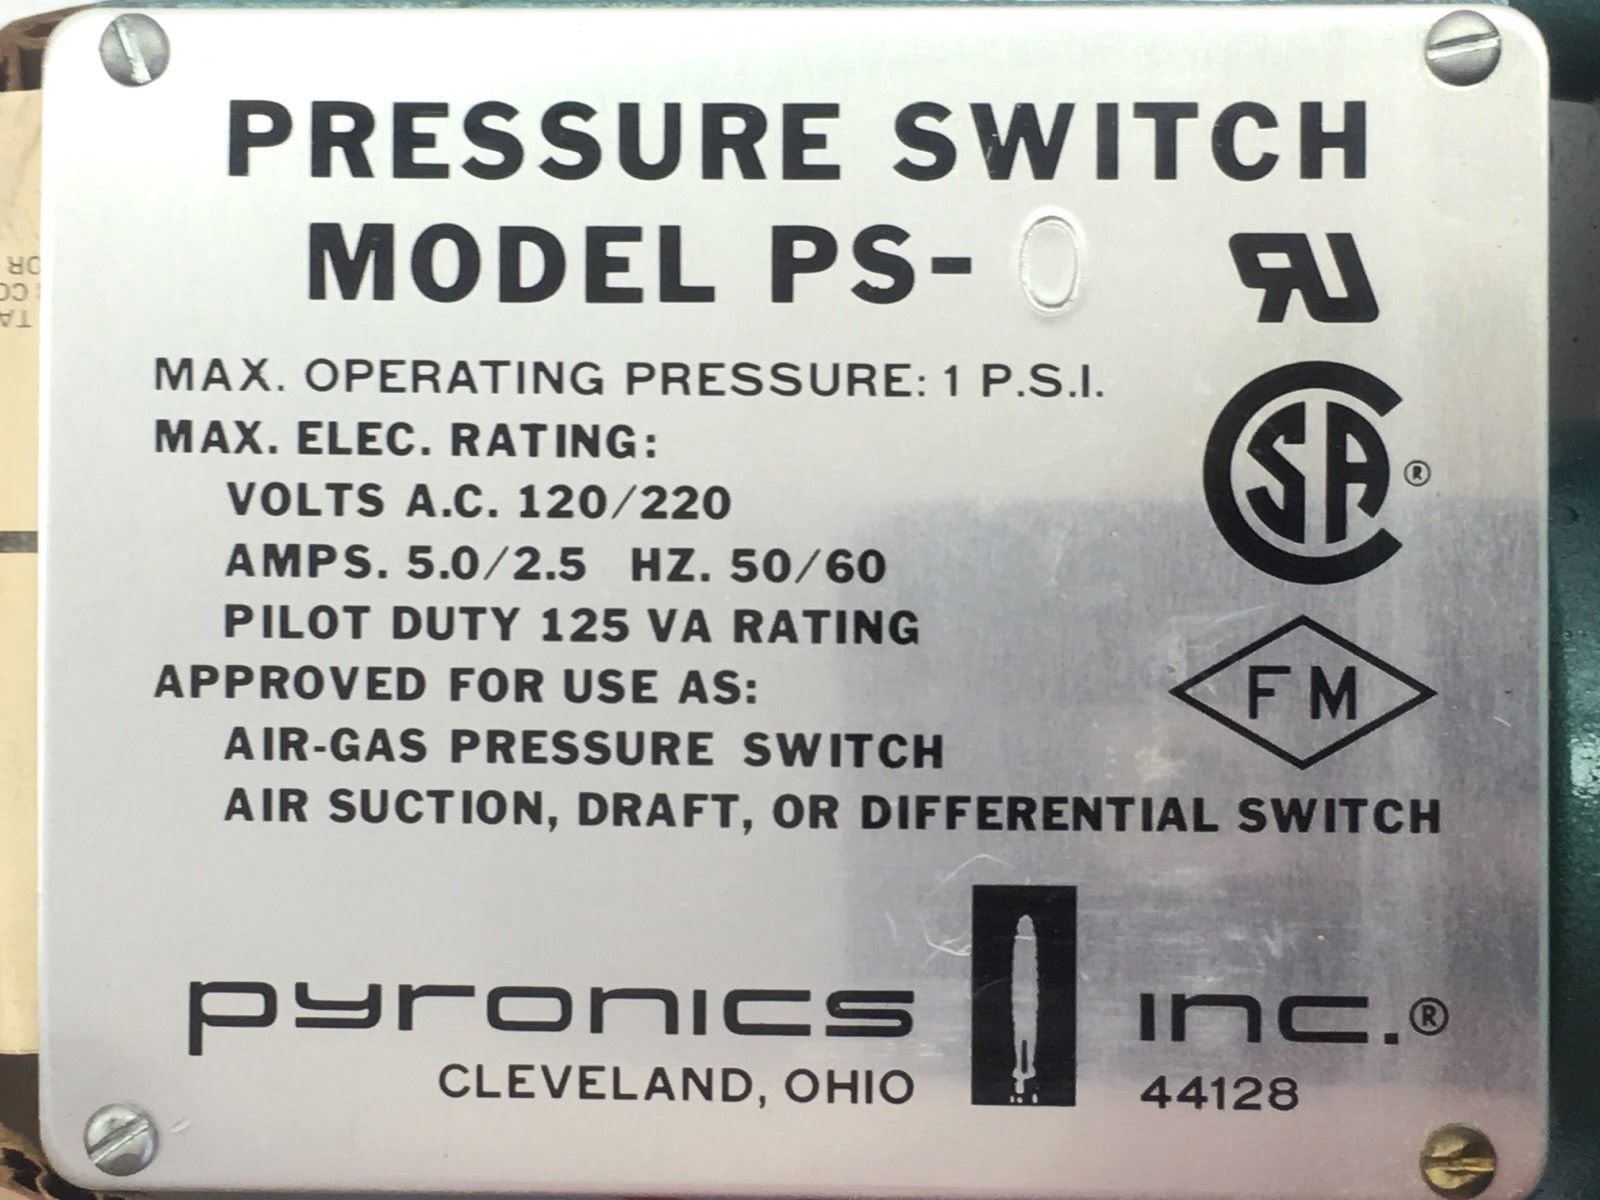 PRESSURE SWITCH
MODEL PS-0
MAX. OPERATING PRESSURE: 1 P.S.I.
MAX. ELEC. RATING:
VOLTS A.C. 120/220
AMPS. 5.0/2.5 HZ. 50/60
PILOT DUTY 125 VA RATING
APPROVED FOR USE AS:
AIR-GAS PRESSURE SWITCH
AIR SUCTION, DRAFT, OR DIFFERENTIAL SWITCH
RU
CSA®
FM
pyronics inc.®
CLEVELAND, OHIO 44128